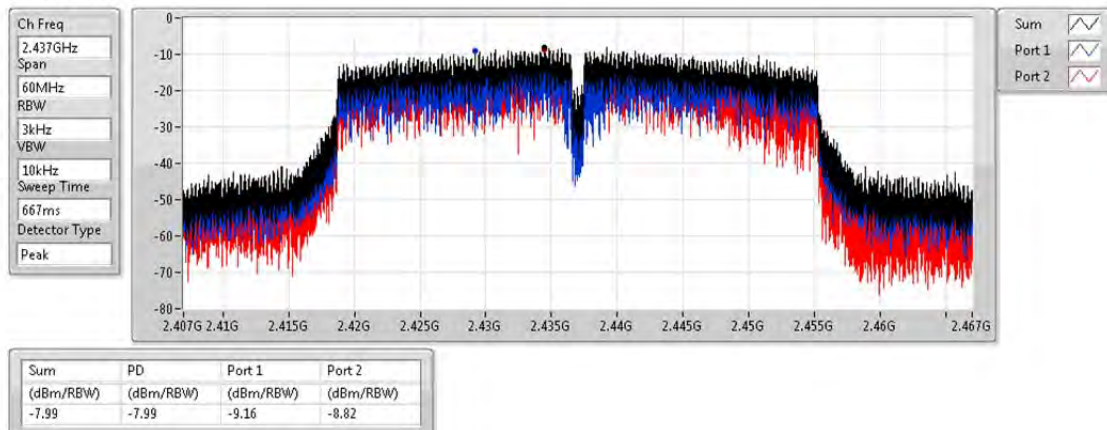 Ch Freq
2.437GHz
Span
60MHz
RBW
3kHz
VBW
10kHz
Sweep Time
667ms
Detector Type
Peak
0
-10
-20
-30
-40
-50
-60
-70
-80
2.407G 2.41G 2.415G 2.42G 2.425G 2.43G 2.435G 2.44G 2.445G 2.45G 2.455G 2.46G 2.467G
Sum
Port 1
Port 2
Sum PD Port 1 Port 2
(dBm/RBW) (dBm/RBW) (dBm/RBW) (dBm/RBW)
-7.99 -7.99 -9.16 -8.82